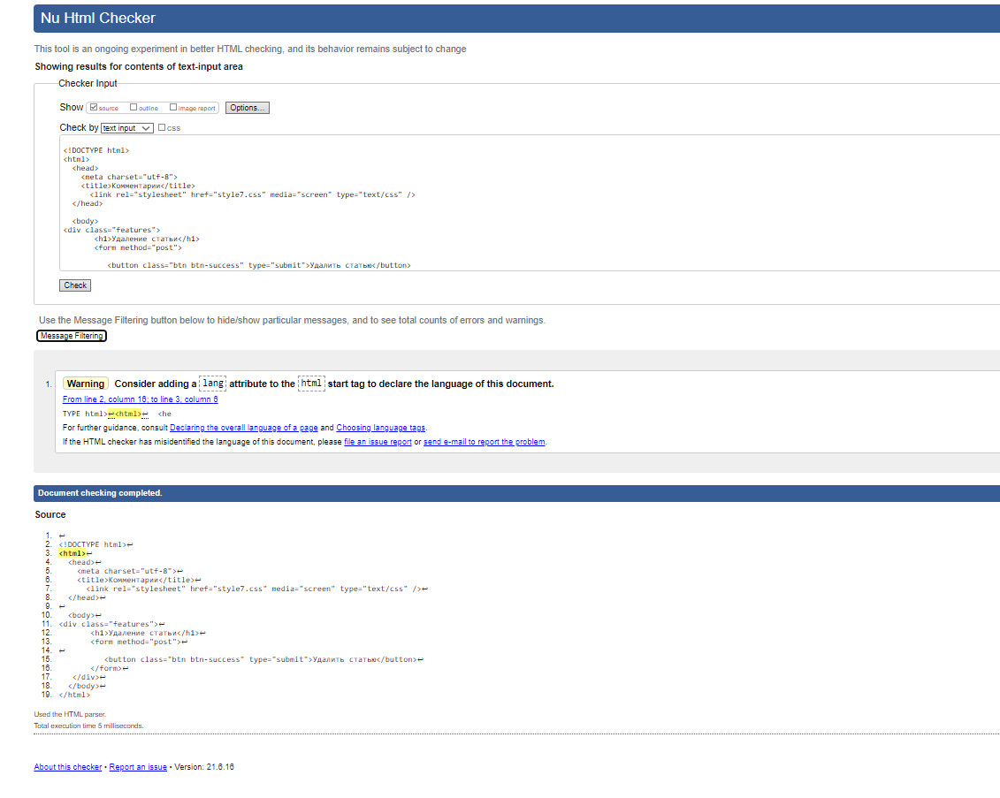 Nu Html Checker
This tool is an ongoing experiment in better HTML checking, and its behavior remains subject to change
Showing results for contents of text-input area
Checker Input
Show source outline image report Options...
Check by text input css
<!DOCTYPE html>
<html>
<head>
<meta charset="utf-8">
<title>Комментарии</title>
<link rel="stylesheet" href="style7.css" media="screen" type="text/css" />
</head>
<body>
<div class="features">
<h1>Удаление статьи</h1>
<form method="post">
<button class="btn btn-success" type="submit">Удалить статью</button>
Check
Use the Message Filtering button below to hide/show particular messages, and to see total counts of errors and warnings.
Message Filtering
1. Warning Consider adding a lang attribute to the html start tag to declare the language of this document.
From line 2, column 16; to line 3, column 6
TYPE html>↩<html>↩ <he
For further guidance, consult Declaring the overall language of a page and Choosing language tags.
If the HTML checker has misidentified the language of this document, please file an issue report or send e-mail to report the problem.
Document checking completed.
Source
1. ↩
2. <!DOCTYPE html>↩
3. <html>↩
4. <head>↩
5. <meta charset="utf-8">↩
6. <title>Комментарии</title>↩
7. <link rel="stylesheet" href="style7.css" media="screen" type="text/css" />↩
8. </head>↩
9. ↩
10. <body>↩
11. <div class="features">↩
12. <h1>Удаление статьи</h1>↩
13. <form method="post">↩
14. ↩
15. <button class="btn btn-success" type="submit">Удалить статью</button>↩
16. </form>↩
17. </div>↩
18. </body>↩
19. </html>
Used the HTML parser.
Total execution time 5 milliseconds.
About this checker • Report an issue • Version: 21.6.16